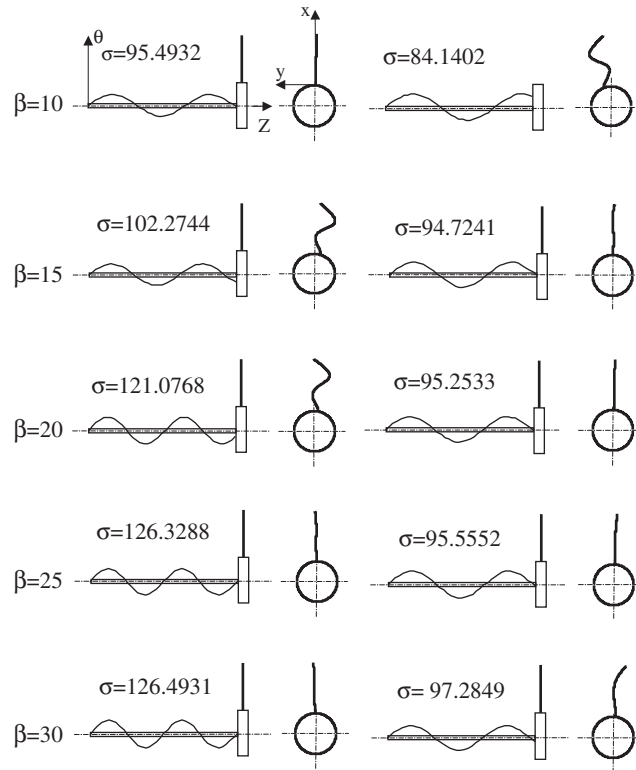 θ
x
σ=95.4932
σ=84.1402
y
β=10
Z
σ=102.2744
σ=94.7241
β=15
σ=121.0768
σ=95.2533
β=20
σ=126.3288
σ=95.5552
β=25
σ=126.4931
σ= 97.2849
β=30